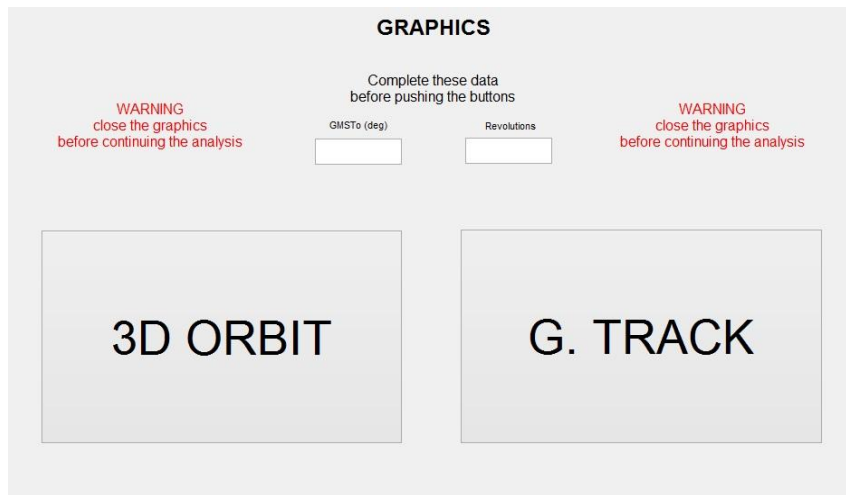 GRAPHICS
Complete these data
before pushing the buttons
WARNING
close the graphics
before continuing the analysis
GMSTo (deg)
Revolutions
WARNING
close the graphics
before continuing the analysis
3D ORBIT
G. TRACK